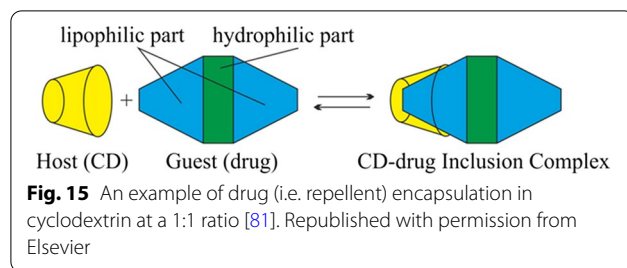 lipophilic part hydrophilic part
+
Host (CD) Guest (drug) CD-drug Inclusion Complex
Fig. 15 An example of drug (i.e. repellent) encapsulation in
cyclodextrin at a 1:1 ratio [81]. Republished with permission from
Elsevier